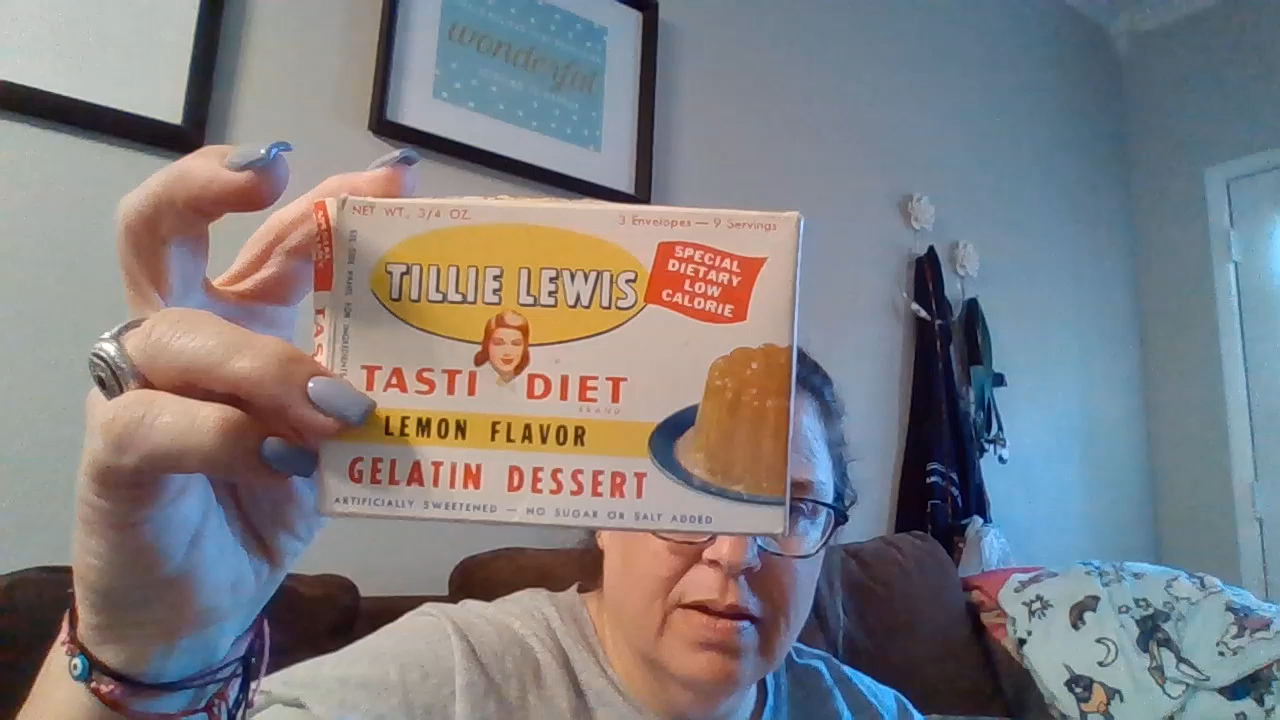 wonderful
NET WT. 3/4 OZ.
3 Envelopes — 9 Servings
TILLIE LEWIS
SPECIAL
DIETARY
LOW
CALORIE
TASTI DIET
BRAND
LEMON FLAVOR
GELATIN DESSERT
ARTIFICIALLY SWEETENED — NO SUGAR OR SALT ADDED
TAS